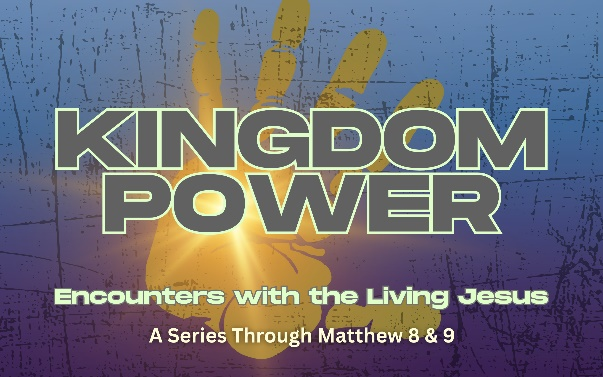 KINGDOM
POWER
Encounters with the Living Jesus
A Series Through Matthew 8 & 9